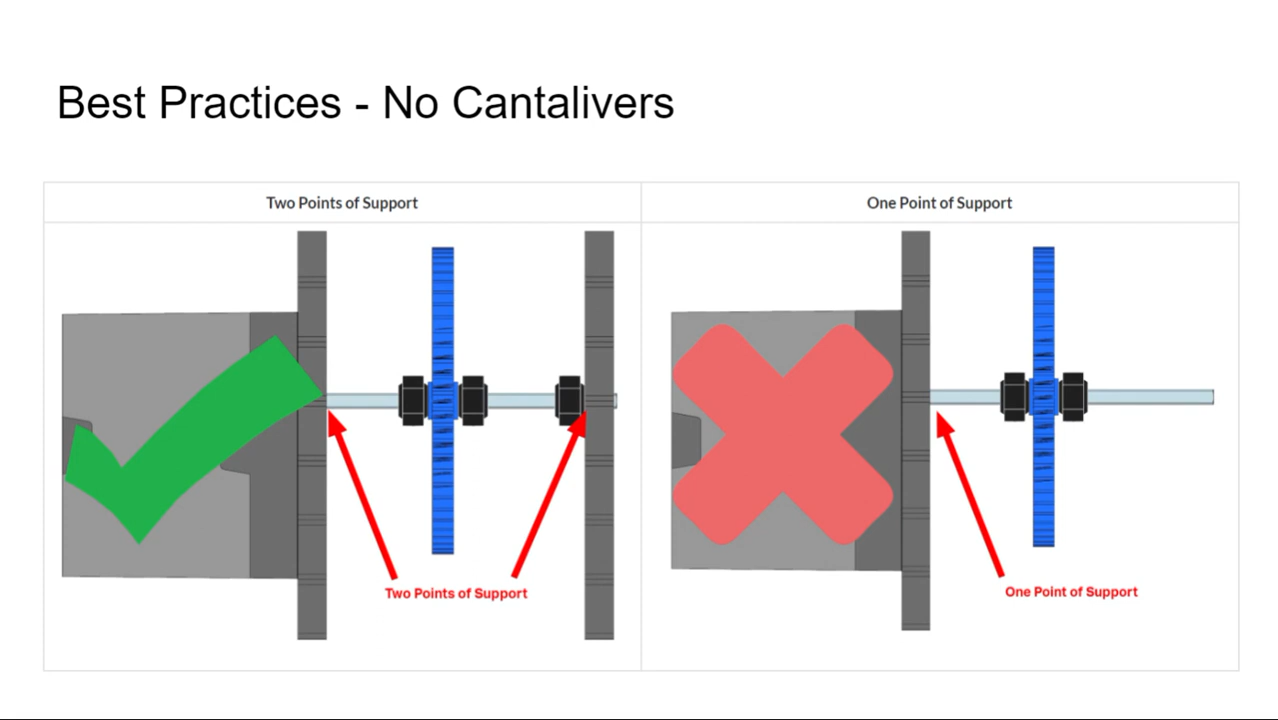 Best Practices - No Cantalivers
Two Points of Support
One Point of Support
Two Points of Support
One Point of Support